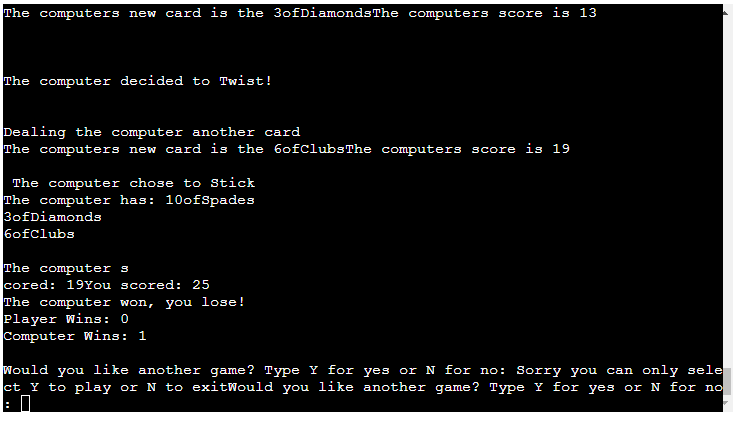 The computers new card is the 3ofDiamondsThe computers score is 13
The computer decided to Twist!
Dealing the computer another card
The computers new card is the 6ofClubsThe computers score is 19
The computer chose to Stick
The computer has: 10ofSpades
3ofDiamonds
6ofClubs
The computer s
cored: 19You scored: 25
The computer won, you lose!
Player Wins: 0
Computer Wins: 1
Would you like another game? Type Y for yes or N for no: Sorry you can only sele
ct Y to play or N to exitWould you like another game? Type Y for yes or N for no
: